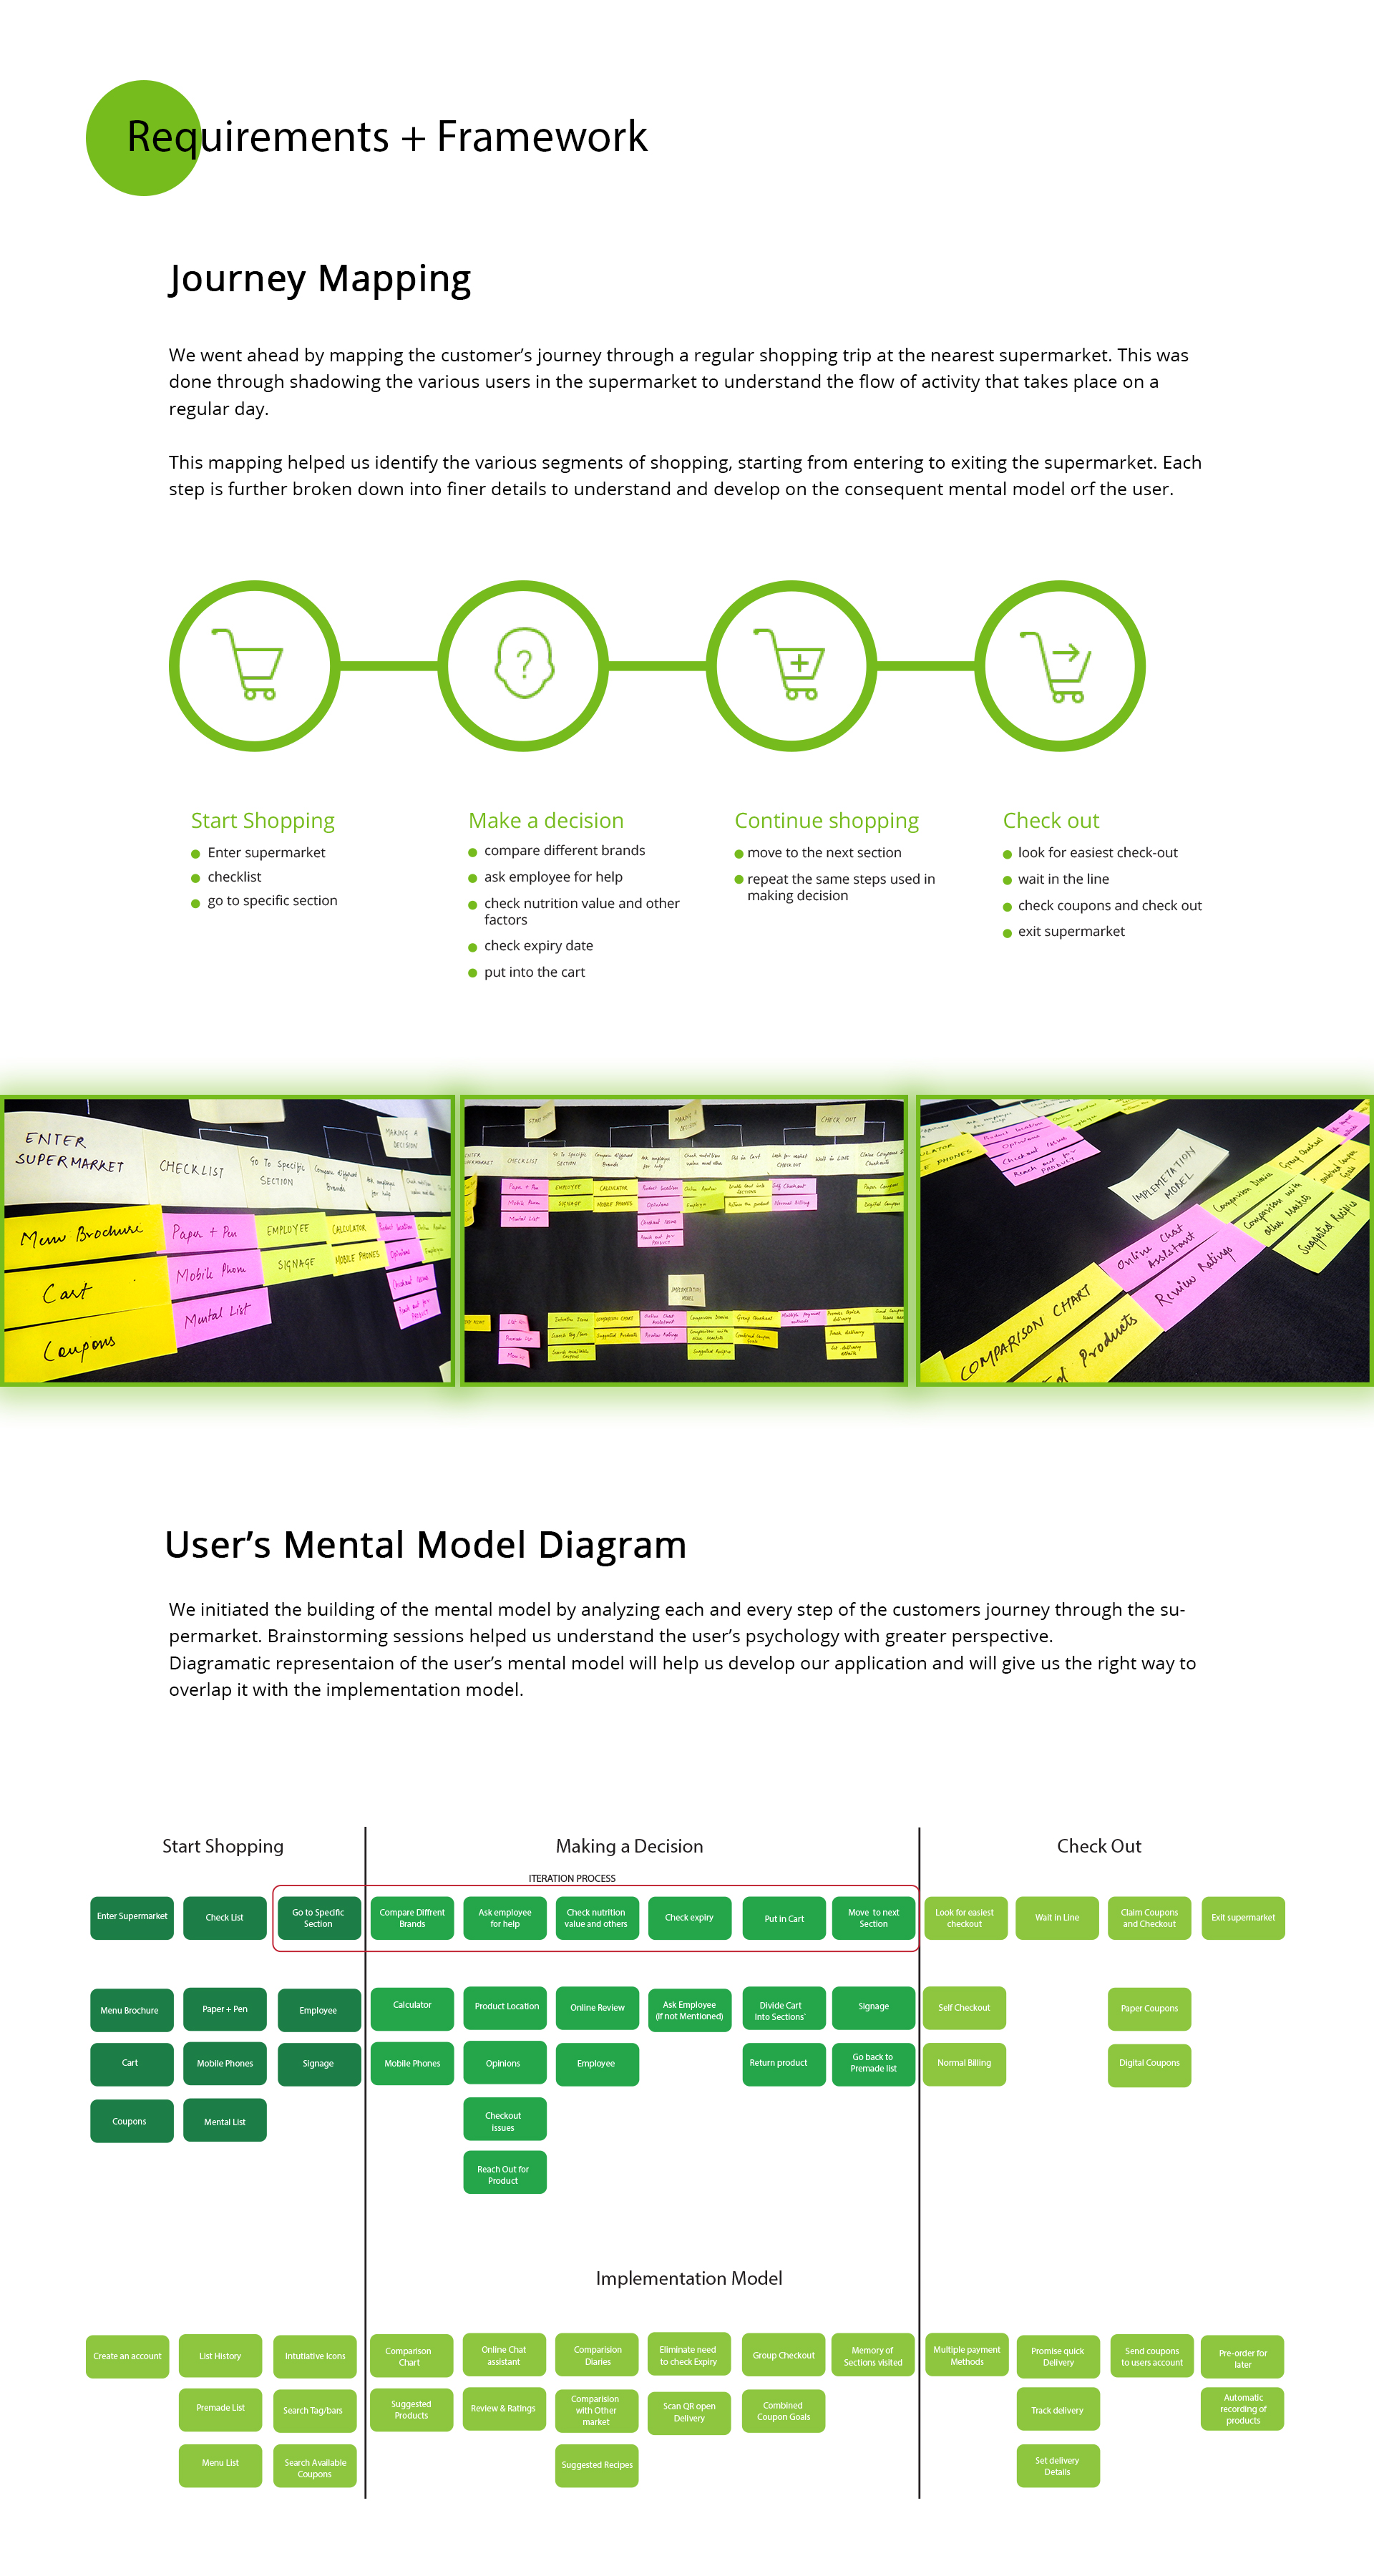 Requirements + Framework
Journey Mapping
We went ahead by mapping the customer’s journey through a regular shopping trip at the nearest supermarket. This was
done through shadowing the various users in the supermarket to understand the flow of activity that takes place on a
regular day.
This mapping helped us identify the various segments of shopping, starting from entering to exiting the supermarket. Each
step is further broken down into finer details to understand and develop on the consequent mental model orf the user.
?
Start Shopping
Enter supermarket
checklist
go to specific section
Make a decision
compare different brands
ask employee for help
check nutrition value and other
factors
check expiry date
put into the cart
Continue shopping
move to the next section
repeat the same steps used in
making decision
Check out
look for easiest check-out
wait in the line
check coupons and check out
exit supermarket
ENTER
SUPERMARKET
CHECKLIST
Go To Specific
SECTION
MAKING A
DECISION
Menu Brochure
Paper + Pen
EMPLOYEE
CALCULATOR
Cart
Mobile Phone
SIGNAGE
MOBILE PHONES
Coupons
Mental List
MAKING A
DECISION
CHECK OUT
CHECKLIST
Paper + Pen
EMPLOYEE
CALCULATOR
Mobile Phone
SIGNAGE
MOBILE PHONES
Mental List
IMPLEMETATION
MODEL
Online Chat
Assistant
Review Ratings
COMPARISON CHART
Products
Suggested Recipes
User’s Mental Model Diagram
We initiated the building of the mental model by analyzing each and every step of the customers journey through the su-
permarket. Brainstorming sessions helped us understand the user’s psychology with greater perspective.
Diagramatic representaion of the user’s mental model will help us develop our application and will give us the right way to
overlap it with the implementation model.
Start Shopping
Making a Decision
Check Out
ITERATION PROCESS
Enter Supermarket
Check List
Go to Specific
Section
Compare Diffrent
Brands
Ask employee
for help
Check nutrition
value and others
Check expiry
Put in Cart
Move to next
Section
Look for easiest
checkout
Wait in Line
Claim Coupons
and Checkout
Exit supermarket
Menu Brochure
Paper + Pen
Employee
Calculator
Product Location
Online Review
Ask Employee
(If not Mentioned)
Divide Cart
Into Sections`
Signage
Self Checkout
Paper Coupons
Cart
Mobile Phones
Signage
Mobile Phones
Opinions
Employee
Return product
Go back to
Premade list
Normal Billing
Digital Coupons
Coupons
Mental List
Checkout
issues
Reach Out for
Product
Implementation Model
Create an account
List History
Intutiative Icons
Comparison
Chart
Online Chat
assistant
Comparision
Diaries
Eliminate need
to check Expiry
Group Checkout
Memory of
Sections visited
Multiple payment
Methods
Promise quick
Delivery
Send coupons
to users account
Pre-order for
later
Premade List
Search Tag/bars
Suggested
Products
Review & Ratings
Comparision
with Other
market
Scan QR open
Delivery
Combined
Coupon Goals
Track delivery
Automatic
recording of
products
Menu List
Search Available
Coupons
Suggested Recipes
Set delivery
Details